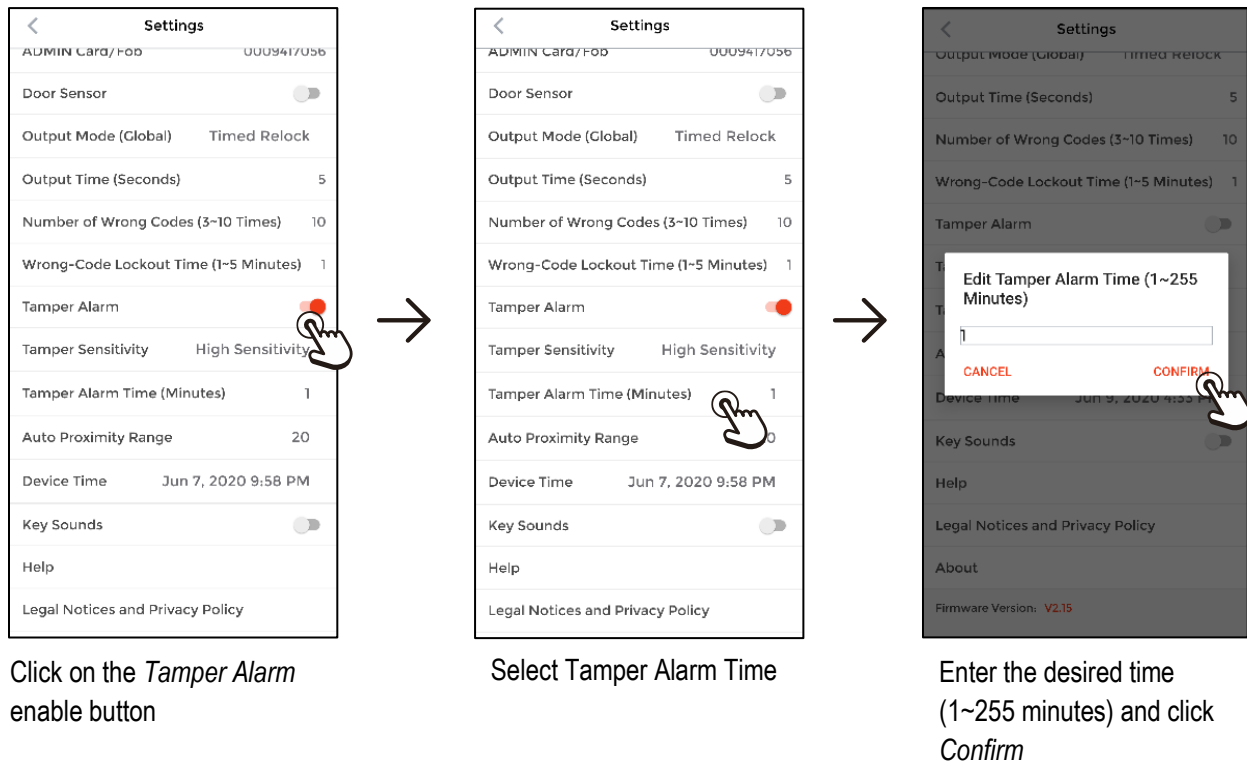 Settings
ADMIN Card/Fob 0009417056
Door Sensor
Output Mode (Global) Timed Relock
Output Time (Seconds) 5
Number of Wrong Codes (3~10 Times) 10
Wrong-Code Lockout Time (1~5 Minutes) 1
Tamper Alarm
Tamper Sensitivity High Sensitivity
Tamper Alarm Time (Minutes) 1
Auto Proximity Range 20
Device Time Jun 7, 2020 9:58 PM
Key Sounds
Help
Legal Notices and Privacy Policy
Click on the Tamper Alarm
enable button
Settings
ADMIN Card/Fob 0009417056
Door Sensor
Output Mode (Global) Timed Relock
Output Time (Seconds) 5
Number of Wrong Codes (3~10 Times) 10
Wrong-Code Lockout Time (1~5 Minutes) 1
Tamper Alarm
Tamper Sensitivity High Sensitivity
Tamper Alarm Time (Minutes) 1
Auto Proximity Range 0
Device Time Jun 7, 2020 9:58 PM
Key Sounds
Help
Legal Notices and Privacy Policy
Select Tamper Alarm Time
Settings
Output Mode (Global) Timed Relock
Output Time (Seconds) 5
Number of Wrong Codes (3~10 Times) 10
Wrong-Code Lockout Time (1~5 Minutes) 1
Tamper Alarm
Edit Tamper Alarm Time (1~255
Minutes)
1
CANCEL CONFIRM
Device Time Jun 9, 2020 4:33 PM
Key Sounds
Help
Legal Notices and Privacy Policy
About
Firmware Version: V2.15
Enter the desired time
(1~255 minutes) and click
Confirm